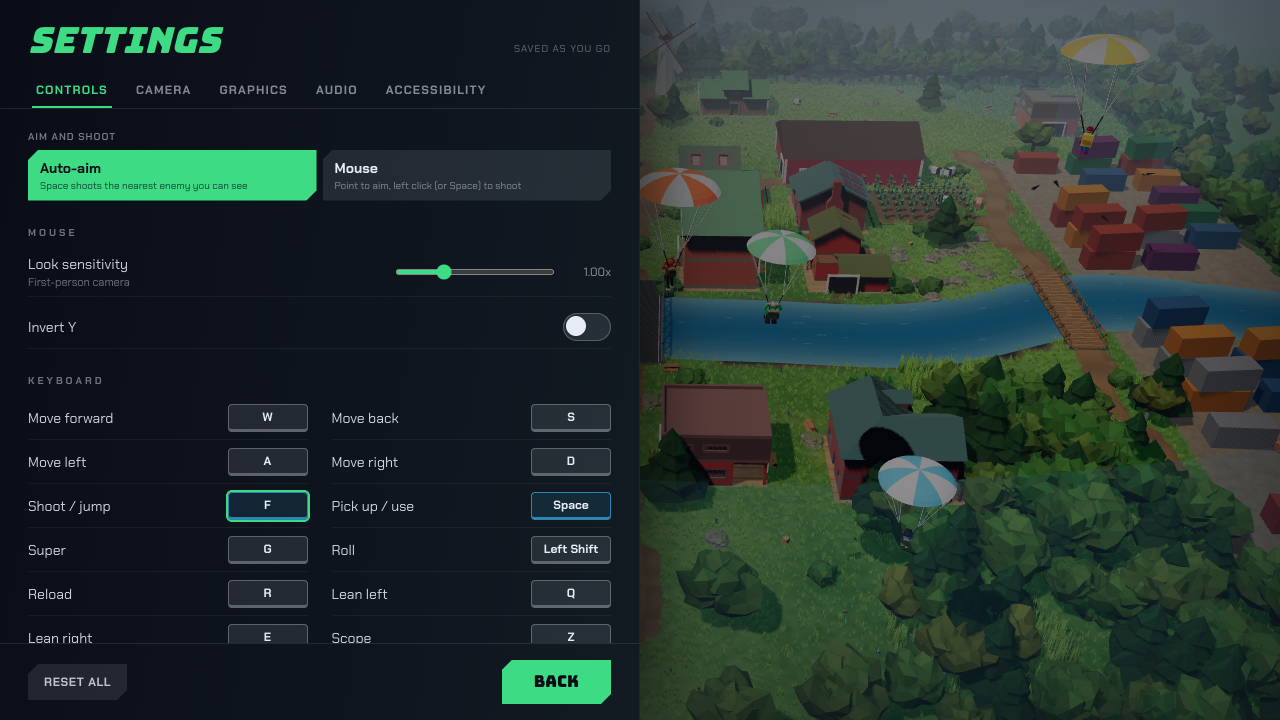 SETTINGS
SAVED AS YOU GO
CONTROLS CAMERA GRAPHICS AUDIO ACCESSIBILITY
AIM AND SHOOT
Auto-aim
Space shoots the nearest enemy you can see
Mouse
Point to aim, left click (or Space) to shoot
MOUSE
Look sensitivity
First-person camera
1.00x
Invert Y
KEYBOARD
Move forward W Move back S
Move left A Move right D
Shoot / jump F Pick up / use Space
Super G Roll Left Shift
Reload R Lean left Q
Lean right E Scope Z
RESET ALL
BACK